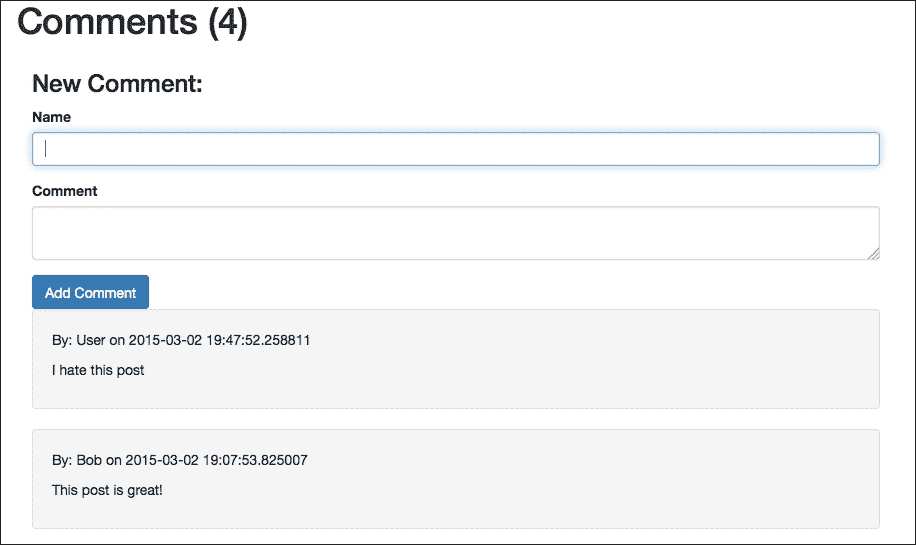 Comments (4)
New Comment:
Name
Comment
Add Comment
By: User on 2015-03-02 19:47:52.258811
I hate this post
By: Bob on 2015-03-02 19:07:53.825007
This post is great!